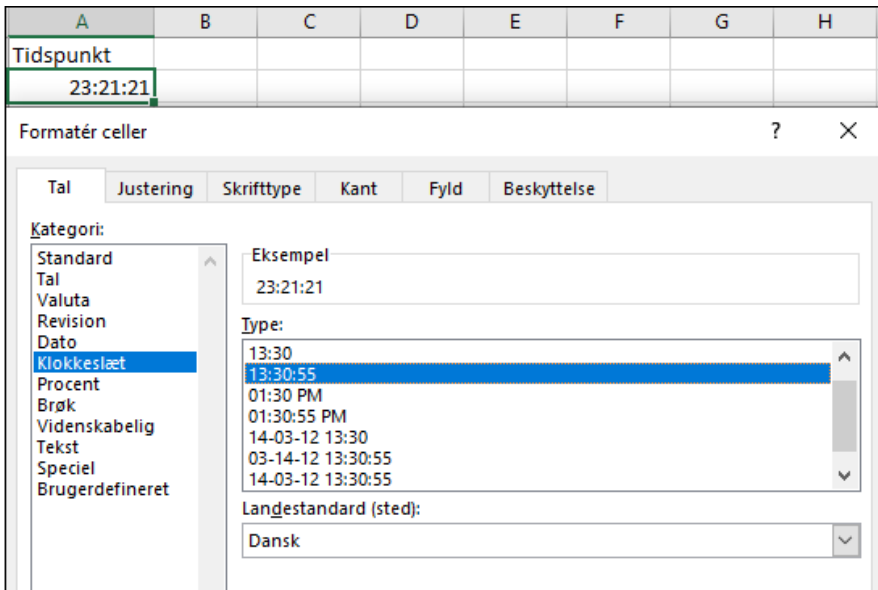 A B C D E F G H
Tidspunkt
23:21:21
Formatér celler ? ×
Tal Justering Skrifttype Kant Fyld Beskyttelse
Kategori:
Standard
Tal
Valuta
Revision
Dato
Klokkeslæt
Procent
Brøk
Videnskabelig
Tekst
Speciel
Brugerdefineret
Eksempel
23:21:21
Type:
13:30
13:30:55
01:30 PM
01:30:55 PM
14-03-12 13:30
03-14-12 13:30:55
14-03-12 13:30:55
Landestandard (sted):
Dansk